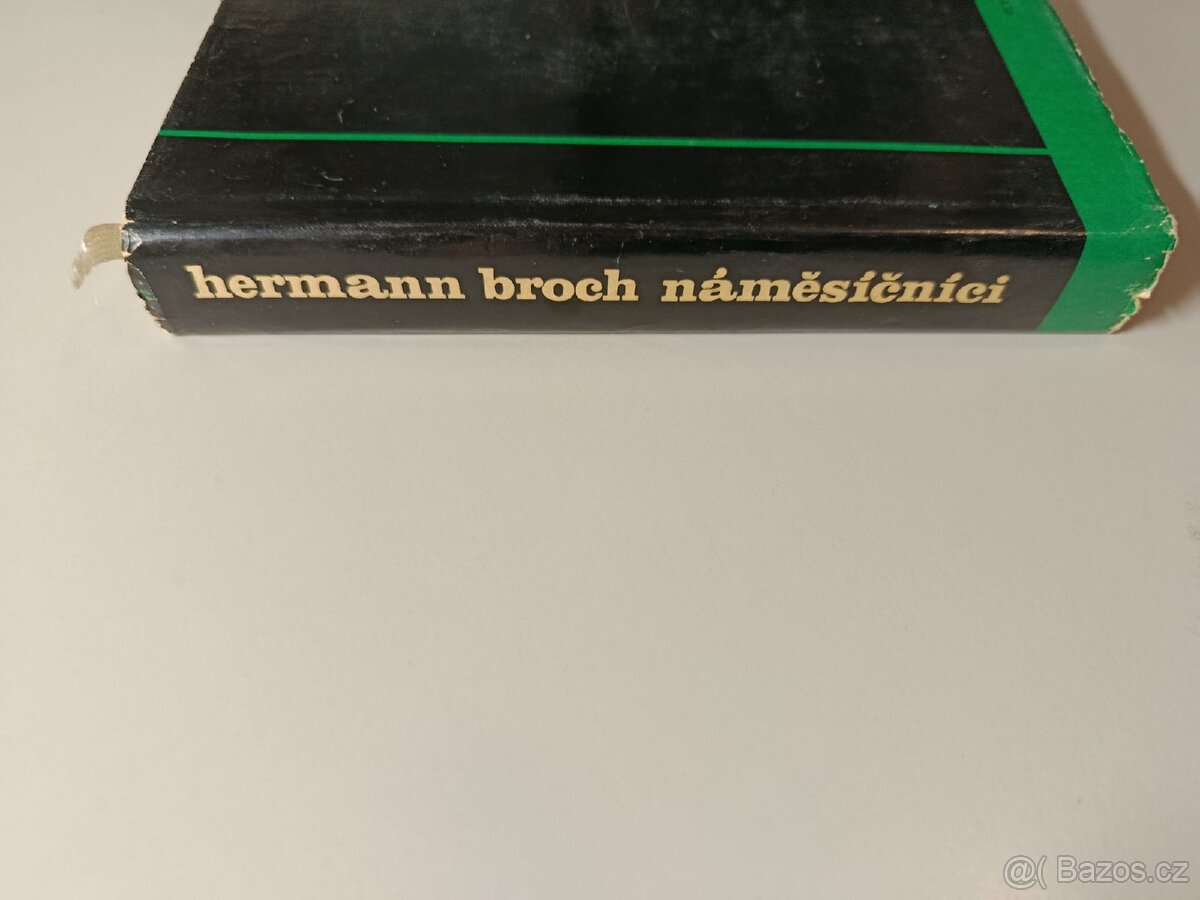 hermann broch náměsíčníci
@( Bazos.cz